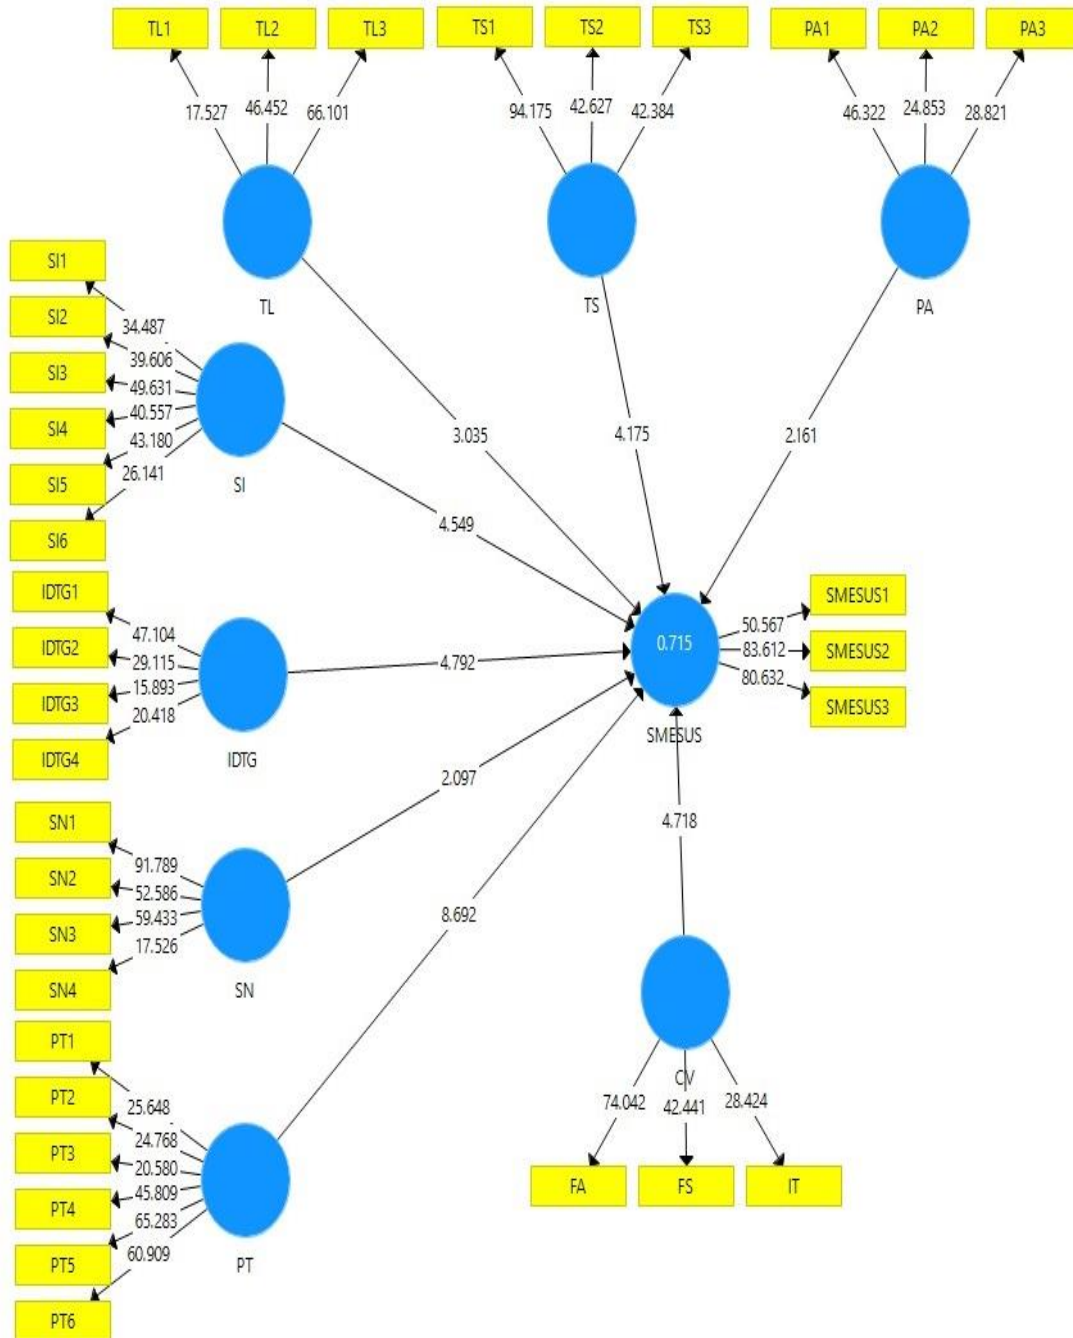 TL1
TL2
TL3
TS1
TS2
TS3
PA1
PA2
PA3
17.527
46.452
66.101
94.175
42.627
42.384
46.322
24.853
28.821
TL
TS
PA
SI1
SI2
SI3
SI4
SI5
SI6
34.487
39.606
49.631
40.557
43.180
26.141
SI
3.035
4.175
2.161
4.549
IDTG1
IDTG2
IDTG3
IDTG4
47.104
29.115
15.893
20.418
IDTG
4.792
0.715
SMESUS
50.567
83.612
80.632
SMESUS1
SMESUS2
SMESUS3
SN1
SN2
SN3
SN4
91.789
52.586
59.433
17.526
SN
2.097
8.692
4.718
PT1
PT2
PT3
PT4
PT5
PT6
25.648
24.768
20.580
45.809
65.283
60.909
PT
CV
74.042
42.441
28.424
FA
FS
IT